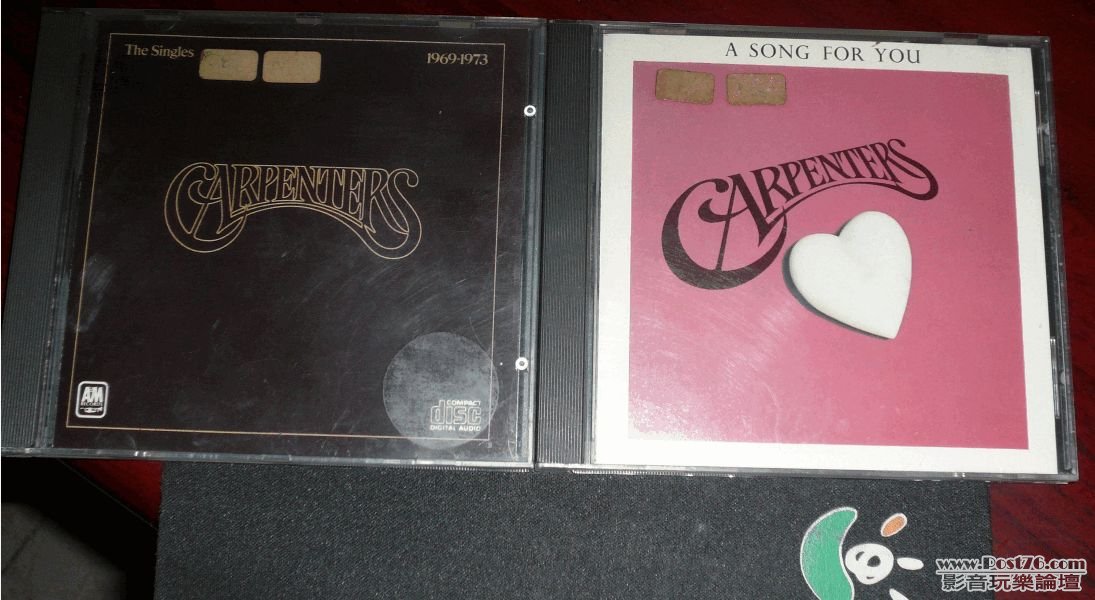 The Singles
1969-1973
CARPENTERS
A&M
RECORDS
COMPACT
disc
DIGITAL AUDIO
A SONG FOR YOU
CARPENTERS
www.Post76.com
影音玩樂論壇